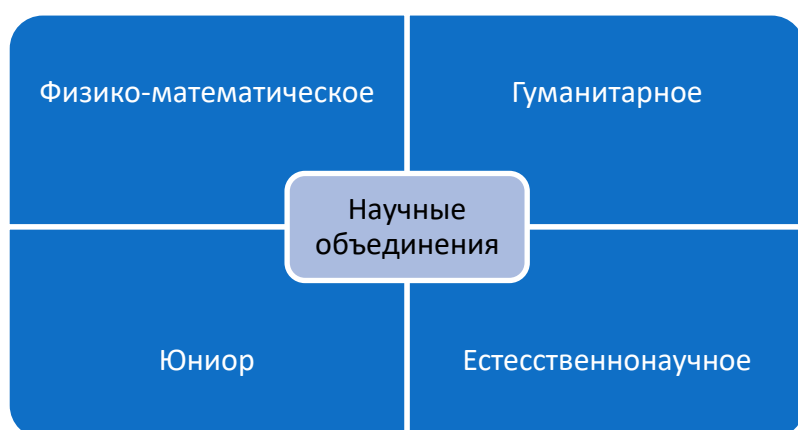 Физико-математическое
Гуманитарное
Научные
объединения
Юниор
Естесственнонаучное